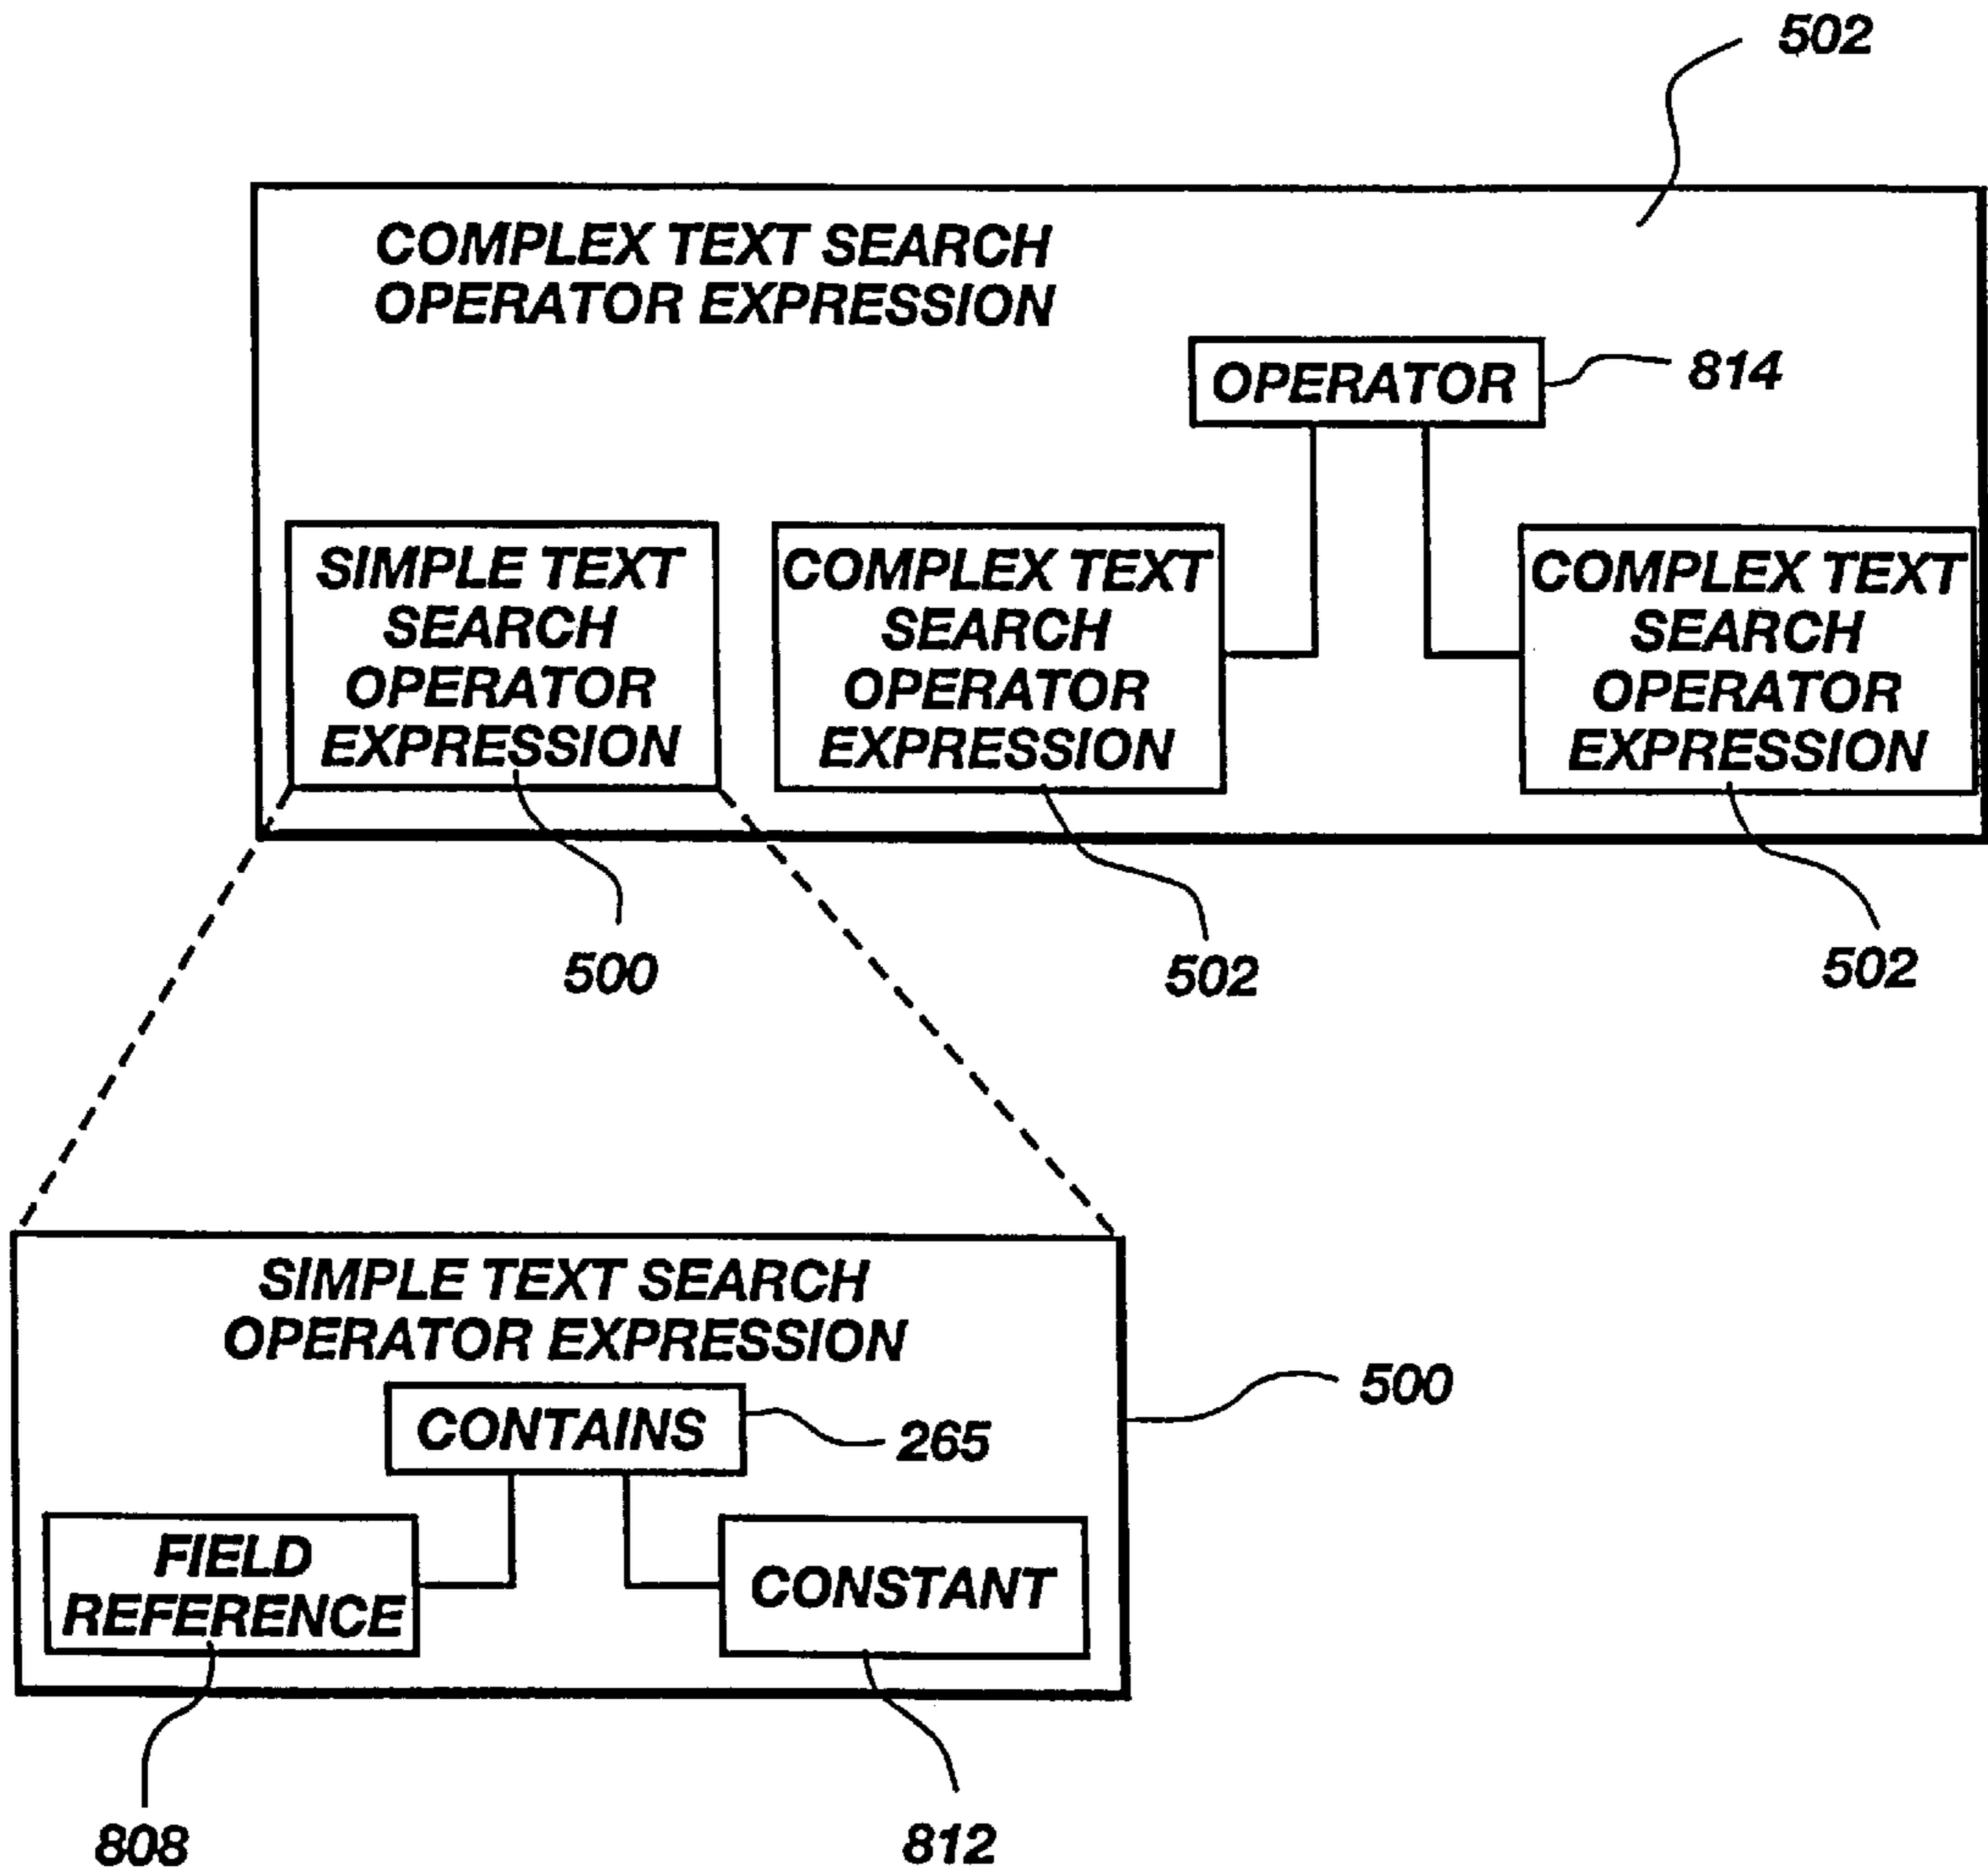 502
COMPLEX TEXT SEARCH
OPERATOR EXPRESSION
OPERATOR
814
SIMPLE TEXT
SEARCH
OPERATOR
EXPRESSION
COMPLEX TEXT
SEARCH
OPERATOR
EXPRESSION
COMPLEX TEXT
SEARCH
OPERATOR
EXPRESSION
500
502
502
SIMPLE TEXT SEARCH
OPERATOR EXPRESSION
500
CONTAINS
265
FIELD
REFERENCE
CONSTANT
808
812